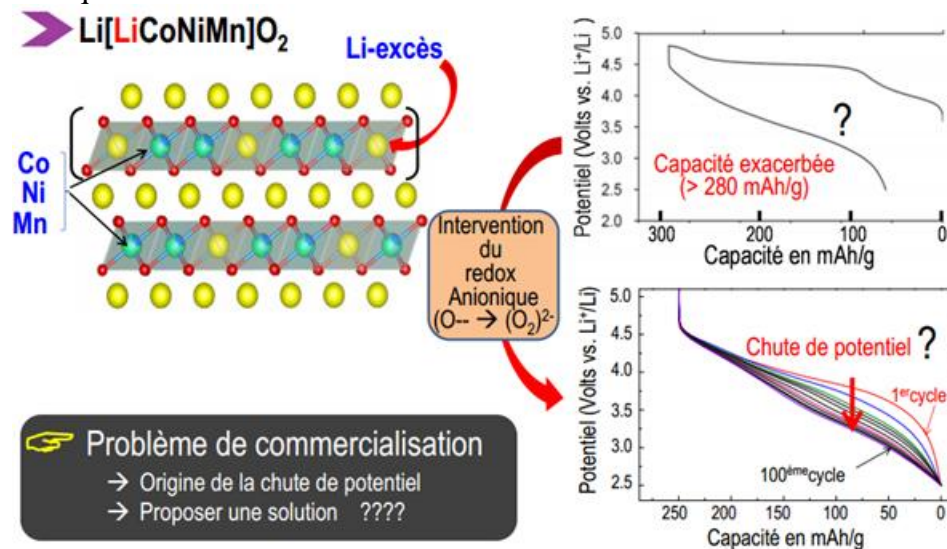 Li[LiCoNiMn]O₂
Li-excès
Co
Ni
Mn
Intervention
du
redox
Anionique
(O-- → (O₂)²⁻
Potentiel (Volts vs. Li⁺/Li )
5.0
4.5
4.0
3.5
3.0
2.5
2.0
?
Capacité exacerbée
(> 280 mAh/g)
300
200
100
0
Capacité en mAh/g
Potentiel (Volts vs. Li⁺/Li)
5.0
4.5
4.0
3.5
3.0
2.5
Chute de potentiel ?
1ᵉʳcycle
100ᵉᵐᵉcycle
250
200
150
100
50
0
Capacité en mAh/g
Problème de commercialisation
→ Origine de la chute de potentiel
→ Proposer une solution ????